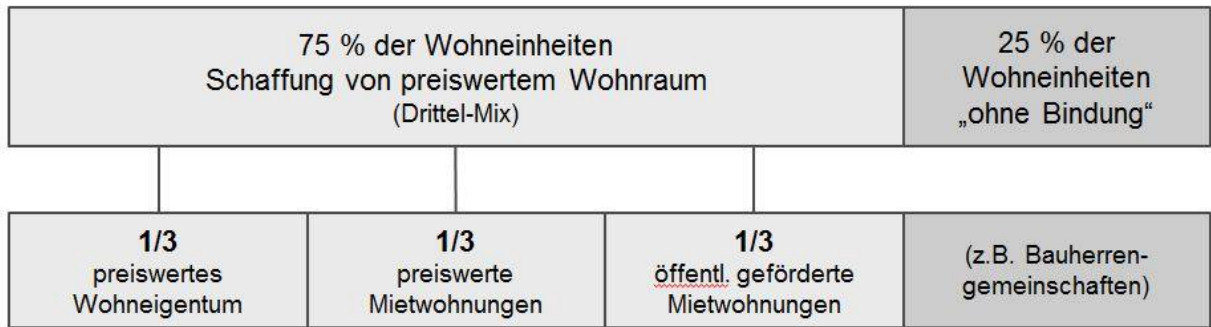 75 % der Wohneinheiten
Schaffung von preiswertem Wohnraum
(Drittel-Mix)
25 % der
Wohneinheiten
„ohne Bindung“
1/3
preiswertes
Wohneigentum
1/3
preiswerte
Mietwohnungen
1/3
öffentl. geförderte
Mietwohnungen
(z.B. Bauherren-
gemeinschaften)